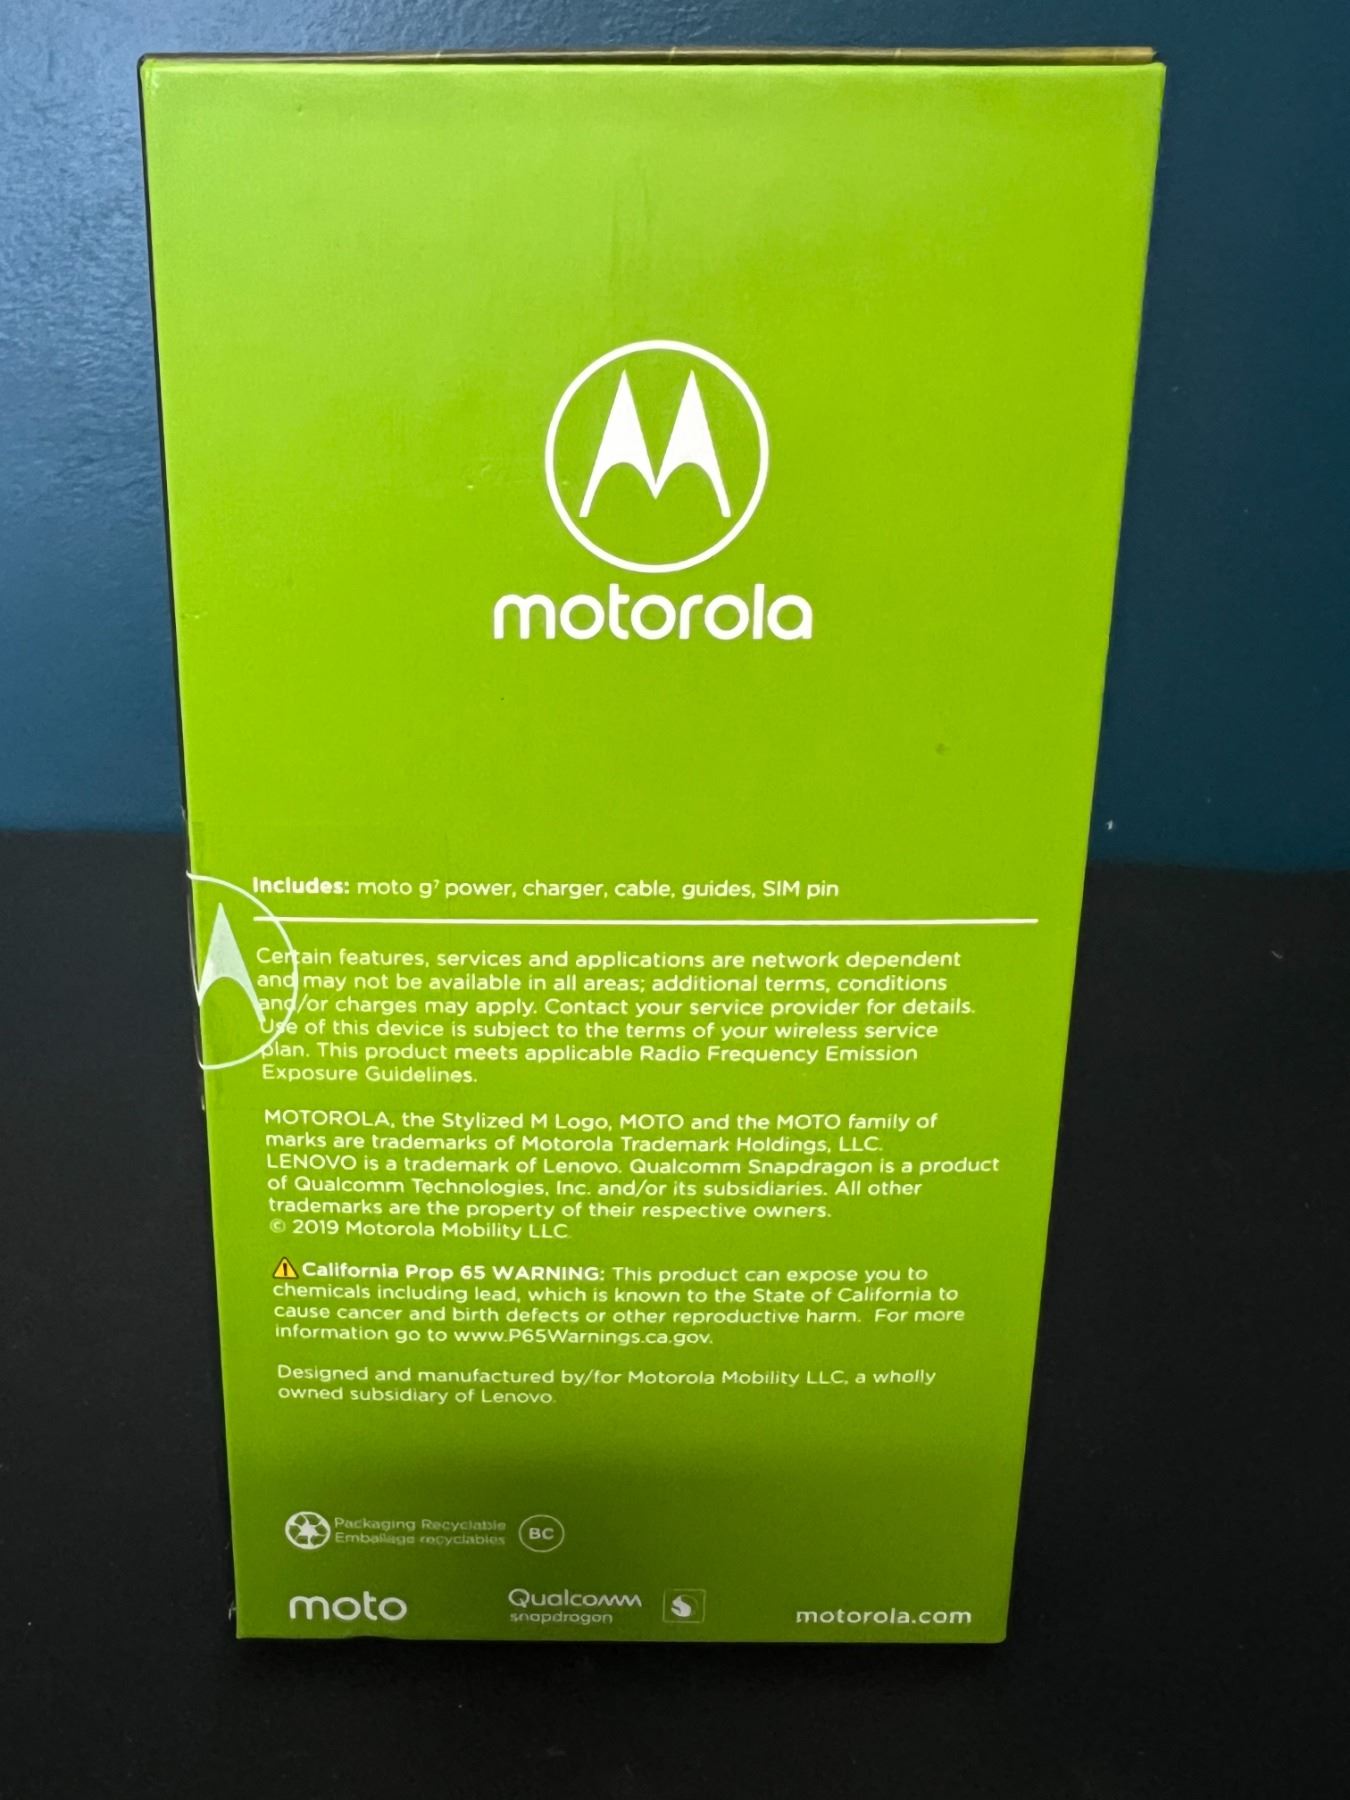 motorola
Includes: moto g⁷ power, charger, cable, guides, SIM pin
Certain features, services and applications are network dependent
and may not be available in all areas; additional terms, conditions
and/or charges may apply. Contact your service provider for details.
Use of this device is subject to the terms of your wireless service
plan. This product meets applicable Radio Frequency Emission
Exposure Guidelines.
MOTOROLA, the Stylized M Logo, MOTO and the MOTO family of
marks are trademarks of Motorola Trademark Holdings, LLC.
LENOVO is a trademark of Lenovo. Qualcomm Snapdragon is a product
of Qualcomm Technologies, Inc. and/or its subsidiaries. All other
trademarks are the property of their respective owners.
© 2019 Motorola Mobility LLC.
⚠ California Prop 65 WARNING: This product can expose you to
chemicals including lead, which is known to the State of California to
cause cancer and birth defects or other reproductive harm. For more
information go to www.P65Warnings.ca.gov.
Designed and manufactured by/for Motorola Mobility LLC, a wholly
owned subsidiary of Lenovo.
Packaging Recyclable
Emballage recyclables
BC
moto
Qualcomm
snapdragon
motorola.com